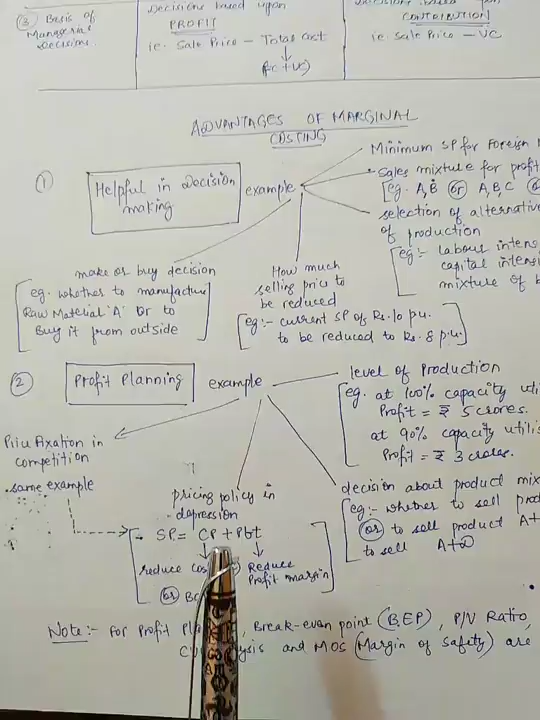 Decisions based upon
③ Basis of
Managerial
Decisions.
PROFIT
i.e. Sale Price – Total cost
(FC + VC)
CONTRIBUTION
i.e. Sale Price – VC
ADVANTAGES OF MARGINAL
COSTING
① Helpful in Decision
making
example
Minimum SP for Foreign
Sales mixture for profit
[eg. A, B or A, B, C
selection of alternative
of production
[eg:- Labour intens
capital intensi
mixture of b
make or buy decision
[eg. whether to manufacture
Raw Material 'A' Or to
Buy it from outside]
How much
selling price to
be reduced
[eg:- current SP of Rs.10 p.u.
to be reduced to Rs. 8 p.u.]
② Profit Planning example
level of Production
[eg. at 100% capacity utili
Profit = ₹ 5 crores.
at 90% capacity utilis
Profit = ₹ 3 crores.
Price Fixation in
competition
same example
pricing policy in
depression
SP = CP + Pbt
reduce cos
Reduce
Profit margin
or
decision about product mix
eg:- whether to sell prod
or to sell product A+
to sell A+D
Note:- For Profit Pl , Break-even point (BEP), P/V Ratio,
ysis and MOS (Margin of Safety) are